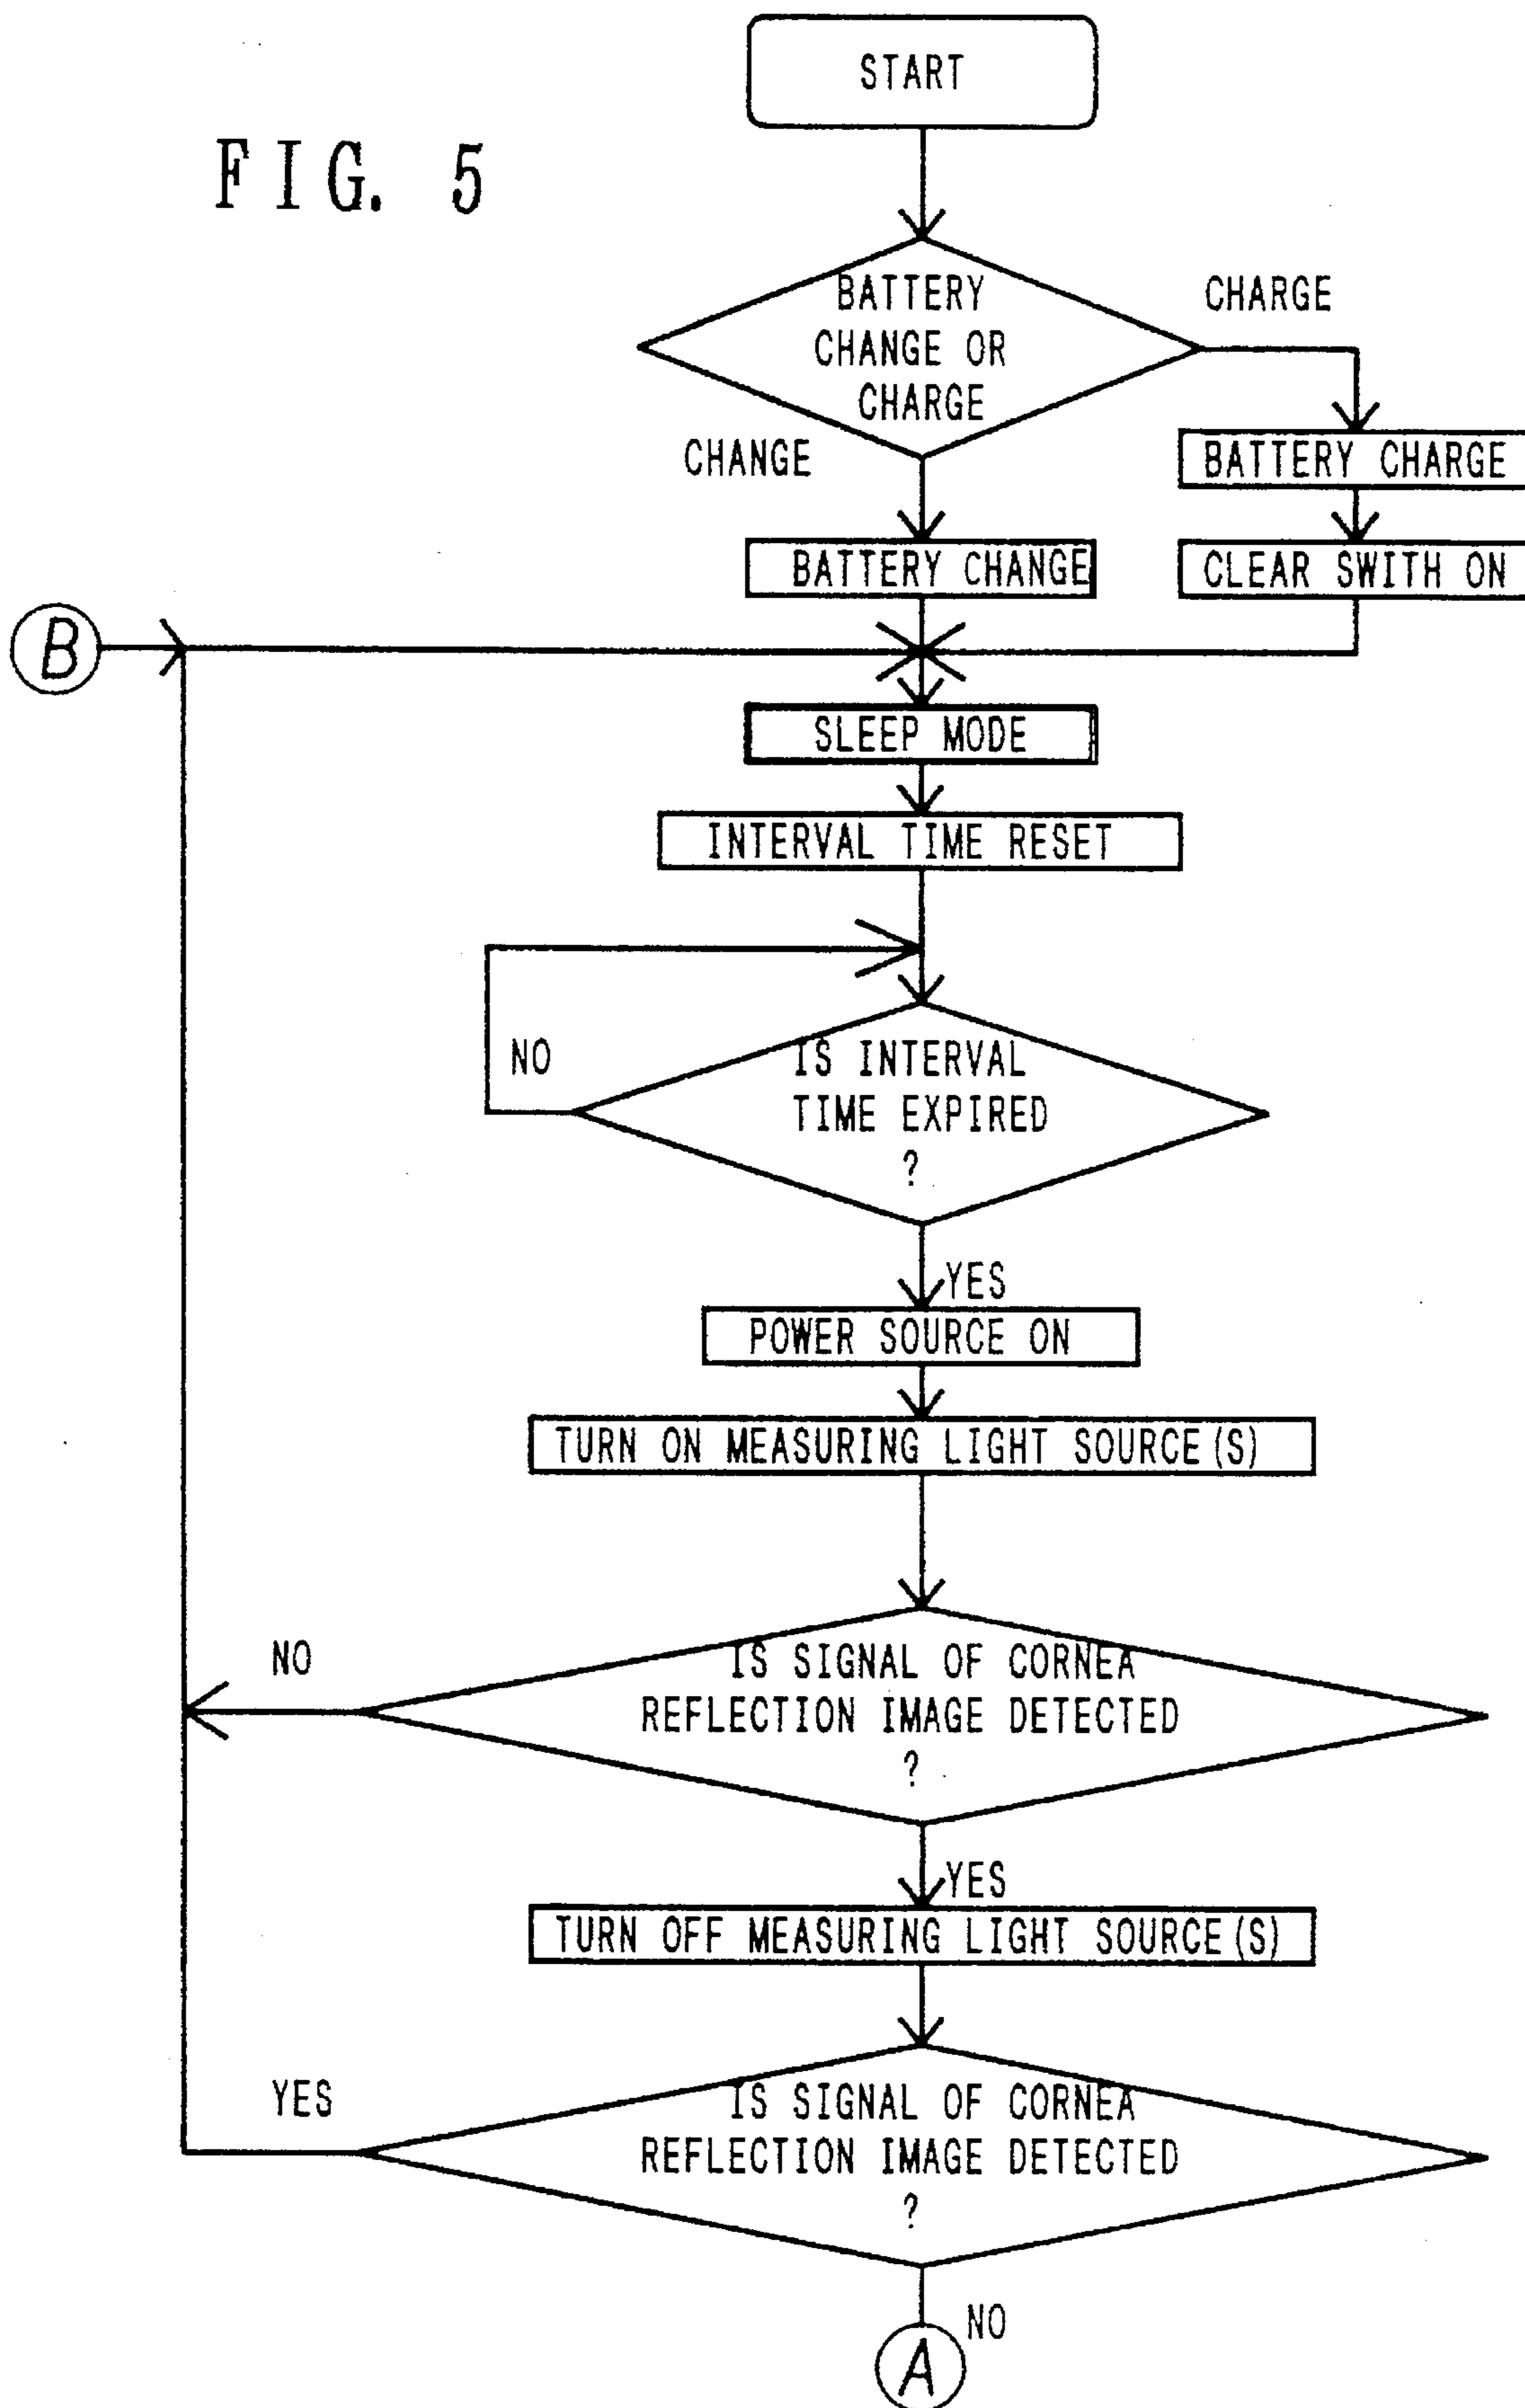 START
FIG. 5
BATTERY
CHANGE OR
CHARGE
CHARGE
CHANGE
BATTERY CHARGE
BATTERY CHANGE
CLEAR SWITH ON
B
SLEEP MODE
INTERVAL TIME RESET
NO
IS INTERVAL
TIME EXPIRED
?
YES
POWER SOURCE ON
TURN ON MEASURING LIGHT SOURCE(S)
NO
IS SIGNAL OF CORNEA
REFLECTION IMAGE DETECTED
?
YES
TURN OFF MEASURING LIGHT SOURCE(S)
YES
IS SIGNAL OF CORNEA
REFLECTION IMAGE DETECTED
?
NO
A